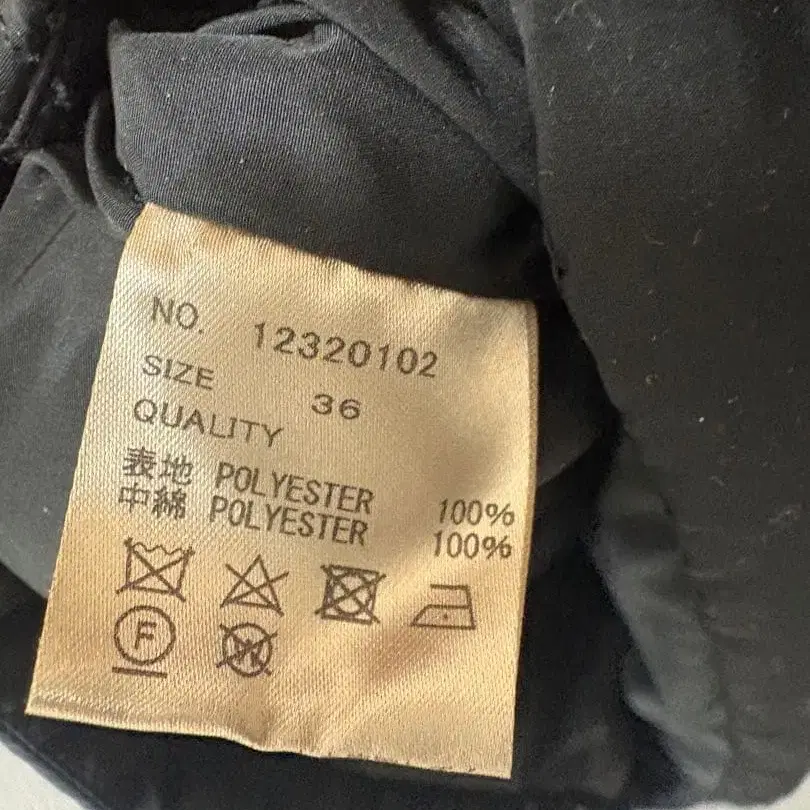 NO. 12320102
SIZE 36
QUALITY
表地 POLYESTER 100%
中綿 POLYESTER 100%
F
W